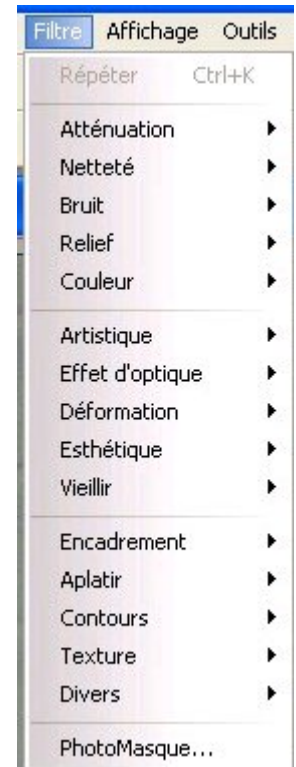 Filtre Affichage Outils
Répéter Ctrl+K
Atténuation
Netteté
Bruit
Relief
Couleur
Artistique
Effet d'optique
Déformation
Esthétique
Vieillir
Encadrement
Aplatir
Contours
Texture
Divers
PhotoMasque...